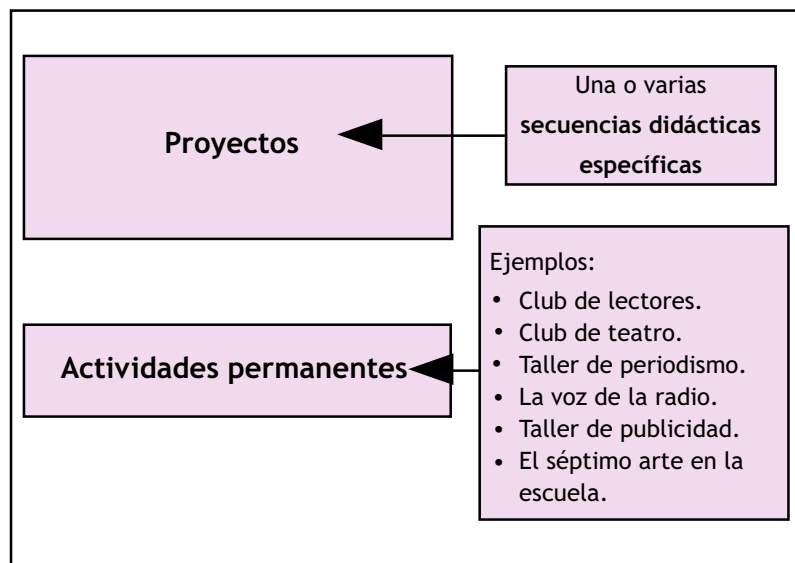 Proyectos
Una o varias
secuencias didácticas
específicas
Actividades permanentes
Ejemplos:
• Club de lectores.
• Club de teatro.
• Taller de periodismo.
• La voz de la radio.
• Taller de publicidad.
• El séptimo arte en la
escuela.